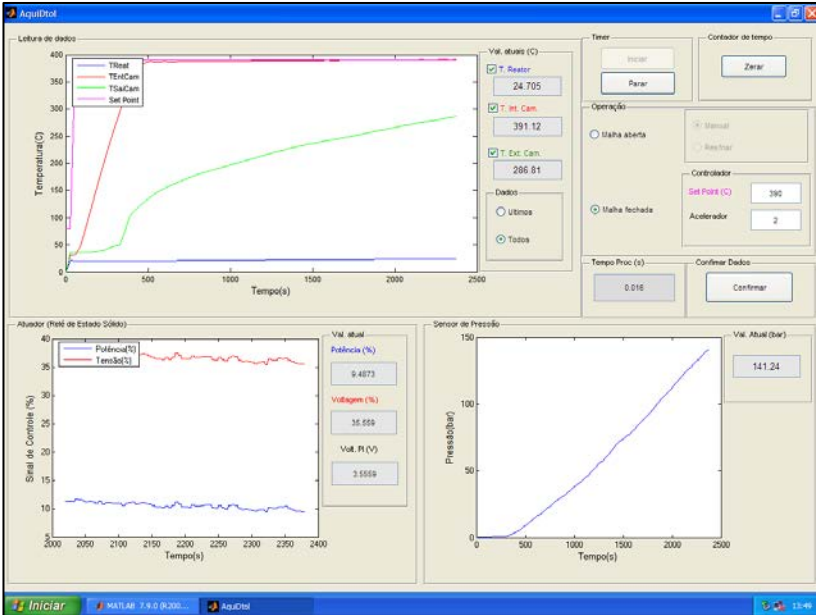 AquiDtol
Leitura de dados
TReat
TEntCam
TSaiCam
Set Point
Temperatura(C)
400
350
300
250
200
150
100
50
0
0 500 1000 1500 2000 2500
Tempo(s)
Val. atuais (C)
T. Reator
24.705
T. Int. Cam.
391.12
T. Ext. Cam.
286.81
Dados
Ultimos
Todos
Timer
Iniciar
Parar
Contador de tempo
Zerar
Operação
Malha aberta
Manual
Resfriar
Malha fechada
Controlador
Set Point (C)
390
Acelerador
2
Tempo Proc (s)
0.016
Confirmar Dados
Confirmar
Atuador (Relé de Estado Sólido)
Potência(%)
Tensão(%)
Sinal de Controle (%)
40
35
30
25
20
15
10
5
2000 2050 2100 2150 2200 2250 2300 2350 2400
Tempo(s)
Val. atual
Potência (%)
9.4873
Voltagem (%)
35.559
Volt. PI (V)
3.5559
Sensor de Pressão
Pressão(bar)
150
100
50
0
0 500 1000 1500 2000 2500
Tempo(s)
Val. Atual (bar)
141.24
Iniciar
MATLAB 7.9.0 (R200...
AquiDtol
13:49